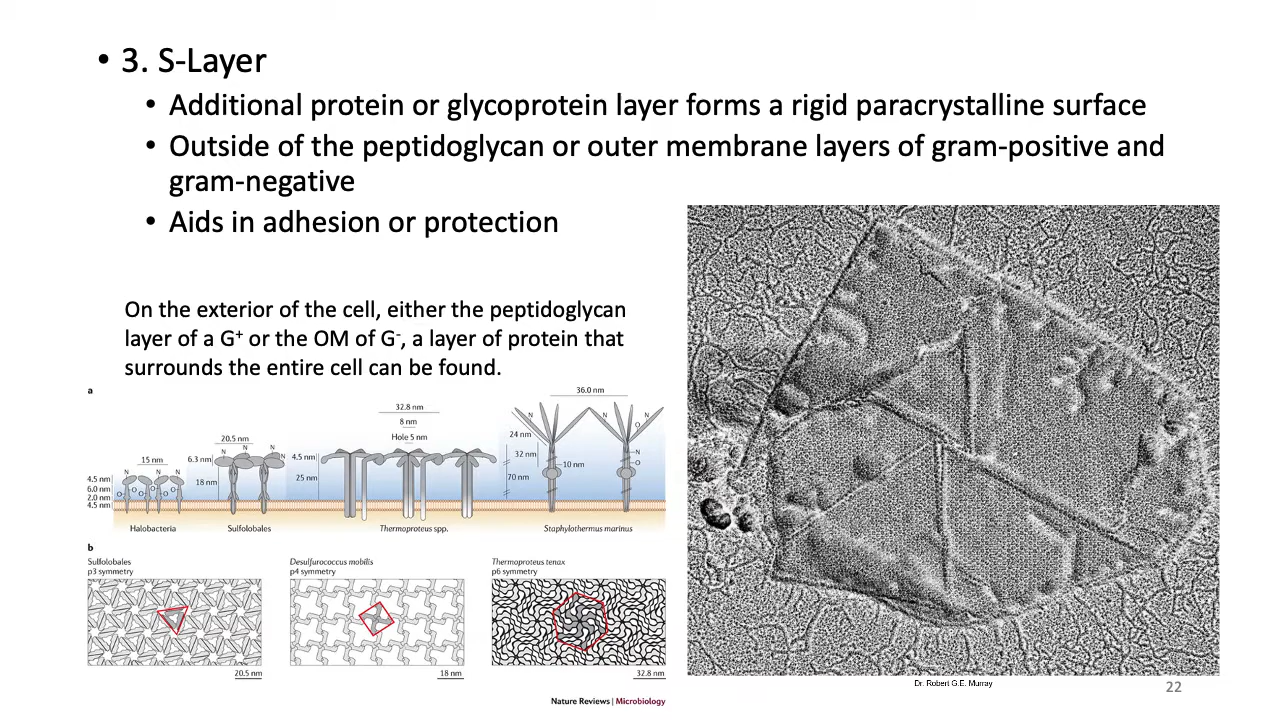 • 3. S-Layer
• Additional protein or glycoprotein layer forms a rigid paracrystalline surface
• Outside of the peptidoglycan or outer membrane layers of gram-positive and
gram-negative
• Aids in adhesion or protection
On the exterior of the cell, either the peptidoglycan
layer of a G⁺ or the OM of G⁻, a layer of protein that
surrounds the entire cell can be found.
a
15 nm
N N N
O O O O
4.5 nm
6.0 nm
2.0 nm
4.5 nm
Halobacteria
20.5 nm
N N N
6.3 nm
18 nm
Sulfolobales
32.8 nm
8 nm
Hole 5 nm
4.5 nm
25 nm
Thermoproteus spp.
36.0 nm
N N N
O
24 nm
32 nm
N
10 nm
O
70 nm
Staphylothermus marinus
b
Sulfolobales
p3 symmetry
20.5 nm
Desulfurococcus mobilis
p4 symmetry
18 nm
Thermoproteus tenax
p6 symmetry
32.8 nm
Nature Reviews | Microbiology
Dr. Robert G.E. Murray
22